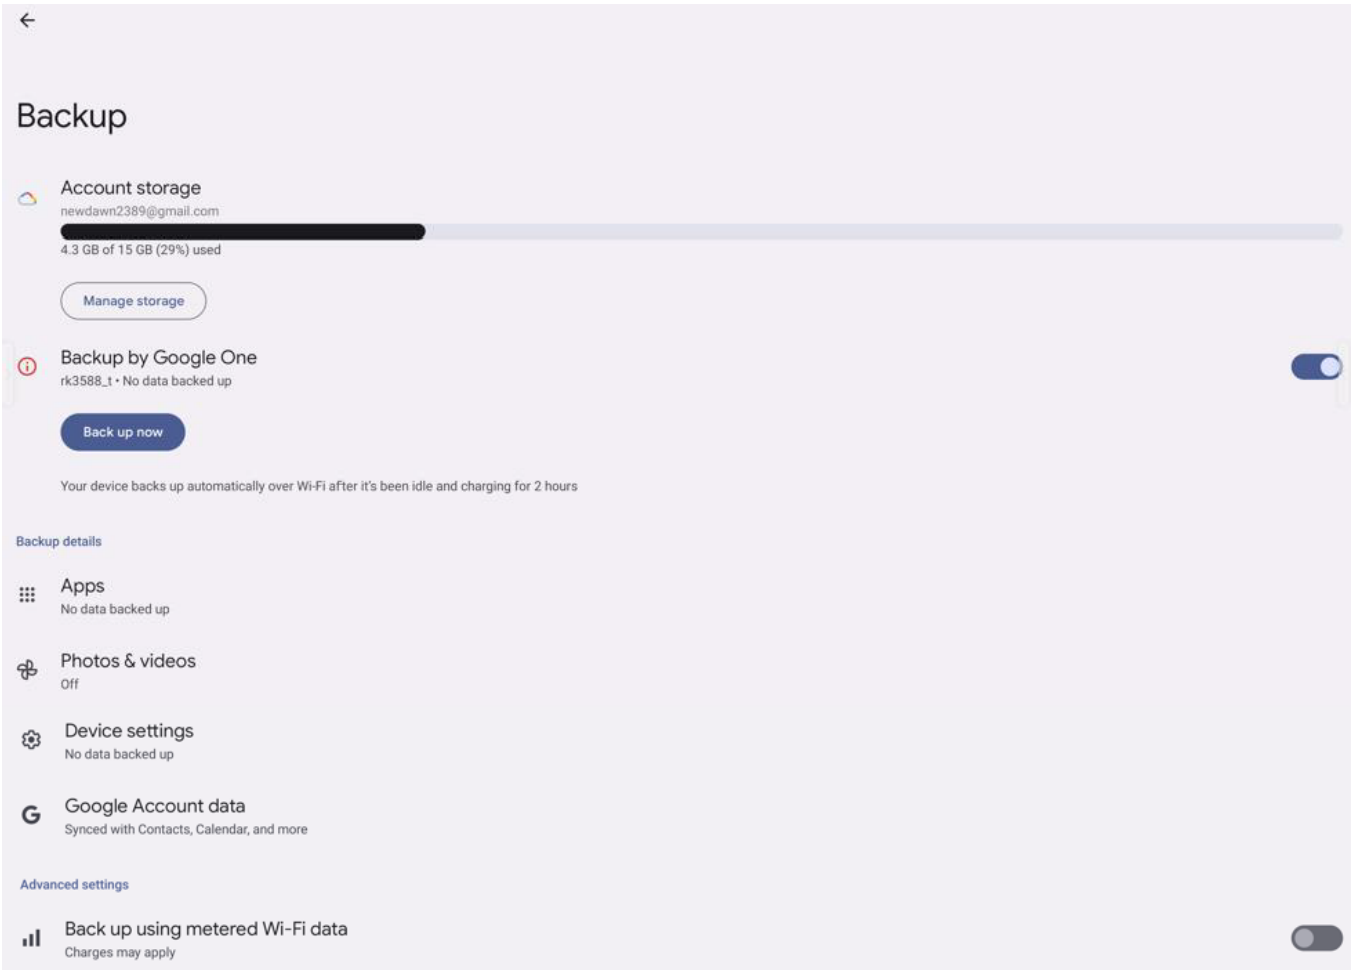 Backup
Account storage
newdawn2389@gmail.com
4.3 GB of 15 GB (29%) used
Manage storage
Backup by Google One
rk3588_t • No data backed up
Back up now
Your device backs up automatically over Wi-Fi after it's been idle and charging for 2 hours
Backup details
Apps
No data backed up
Photos & videos
Off
Device settings
No data backed up
Google Account data
Synced with Contacts, Calendar, and more
Advanced settings
Back up using metered Wi-Fi data
Charges may apply